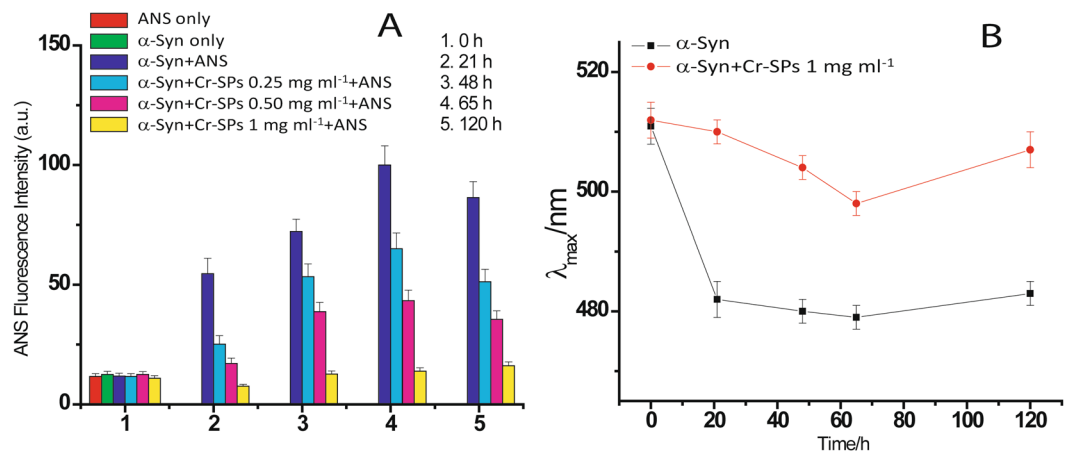 A
ANS only
α-Syn only
α-Syn+ANS
α-Syn+Cr-SPs 0.25 mg ml⁻¹+ANS
α-Syn+Cr-SPs 0.50 mg ml⁻¹+ANS
α-Syn+Cr-SPs 1 mg ml⁻¹+ANS
1. 0 h
2. 21 h
3. 48 h
4. 65 h
5. 120 h
ANS Fluorescence Intensity (a.u.)
150
100
50
0
1 2 3 4 5
B
α-Syn
α-Syn+Cr-SPs 1 mg ml⁻¹
λmax/nm
520
500
480
0 20 40 60 80 100 120
Time/h